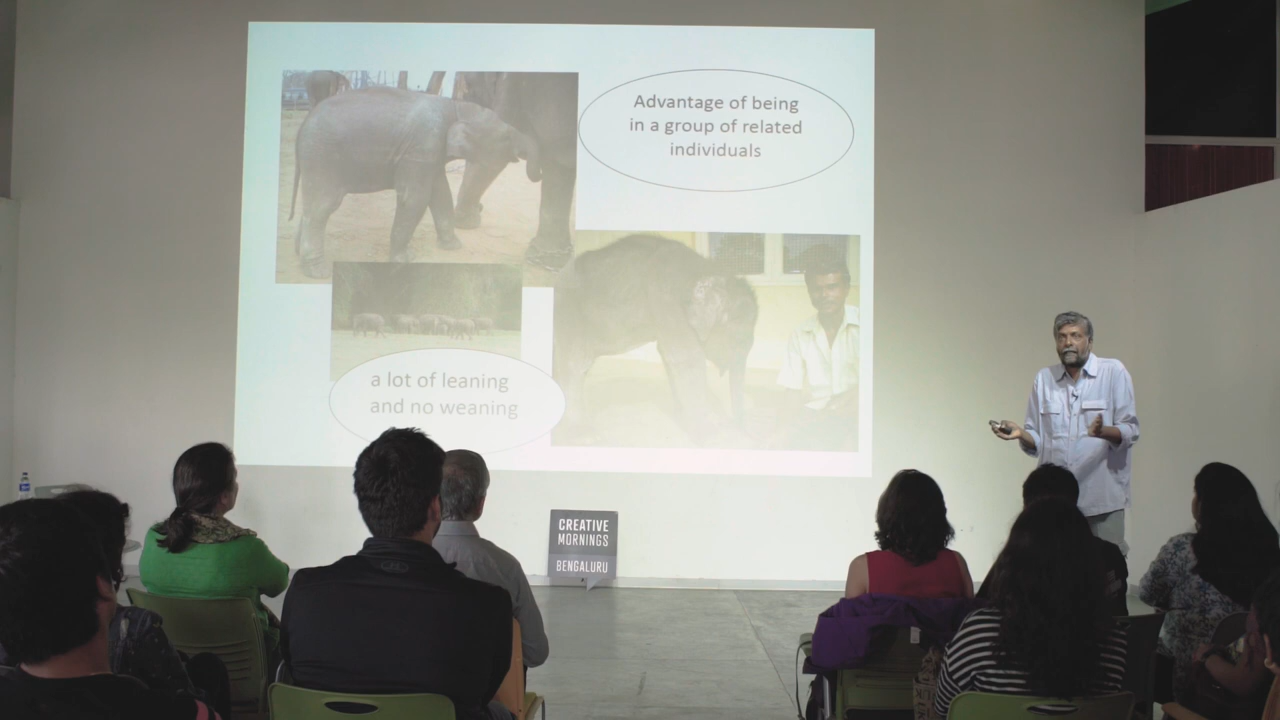 Advantage of being
in a group of related
individuals
a lot of leaning
and no weaning
CREATIVE
MORNINGS
BENGALURU